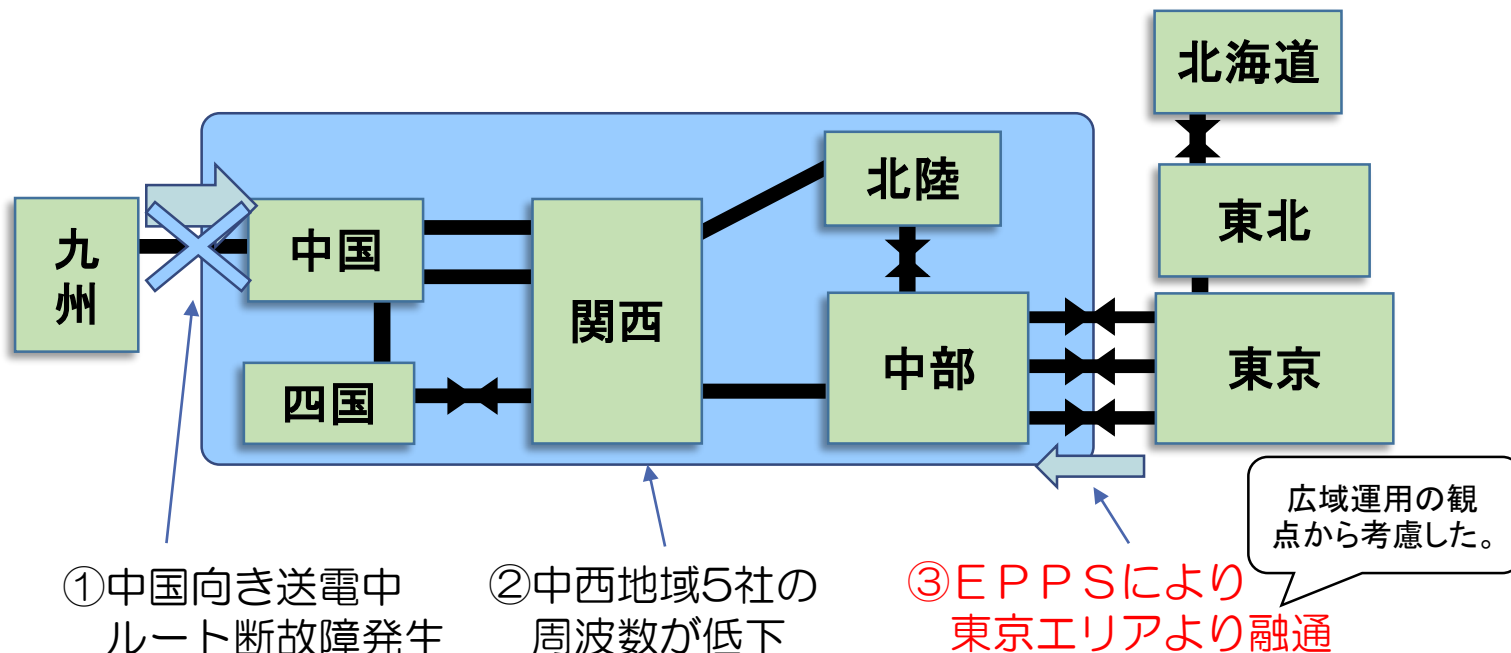 北海道
北陸
東北
九
州
中国
関西
中部
東京
四国
広域運用の観
点から考慮した。
①中国向き送電中
ルート断故障発生
②中西地域5社の
周波数が低下
③ＥＰＰＳにより
東京エリアより融通